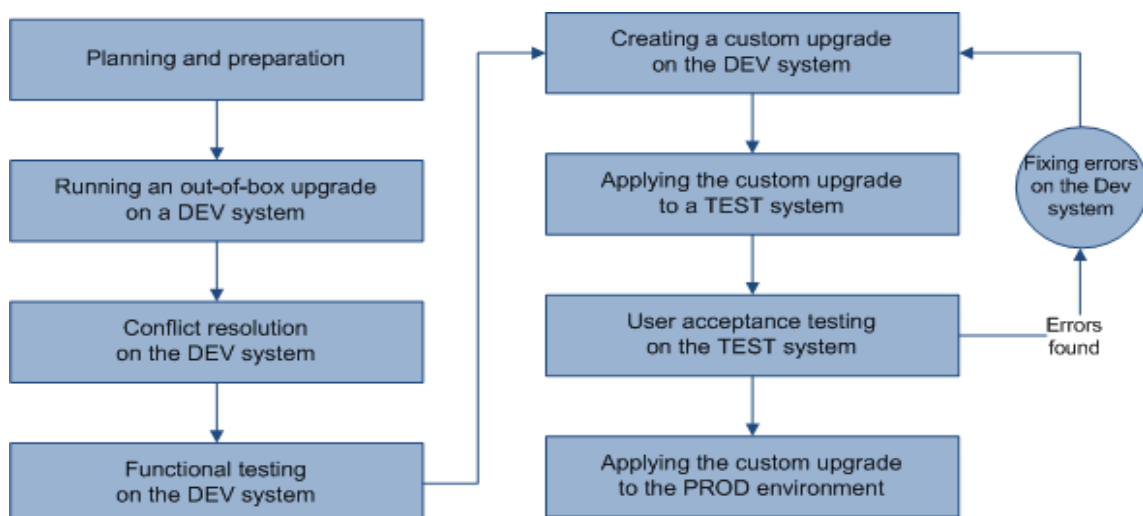 Planning and preparation
Running an out-of-box upgrade
on a DEV system
Conflict resolution
on the DEV system
Functional testing
on the DEV system
Creating a custom upgrade
on the DEV system
Applying the custom upgrade
to a TEST system
User acceptance testing
on the TEST system
Applying the custom upgrade
to the PROD environment
Errors
found
Fixing errors
on the Dev
system